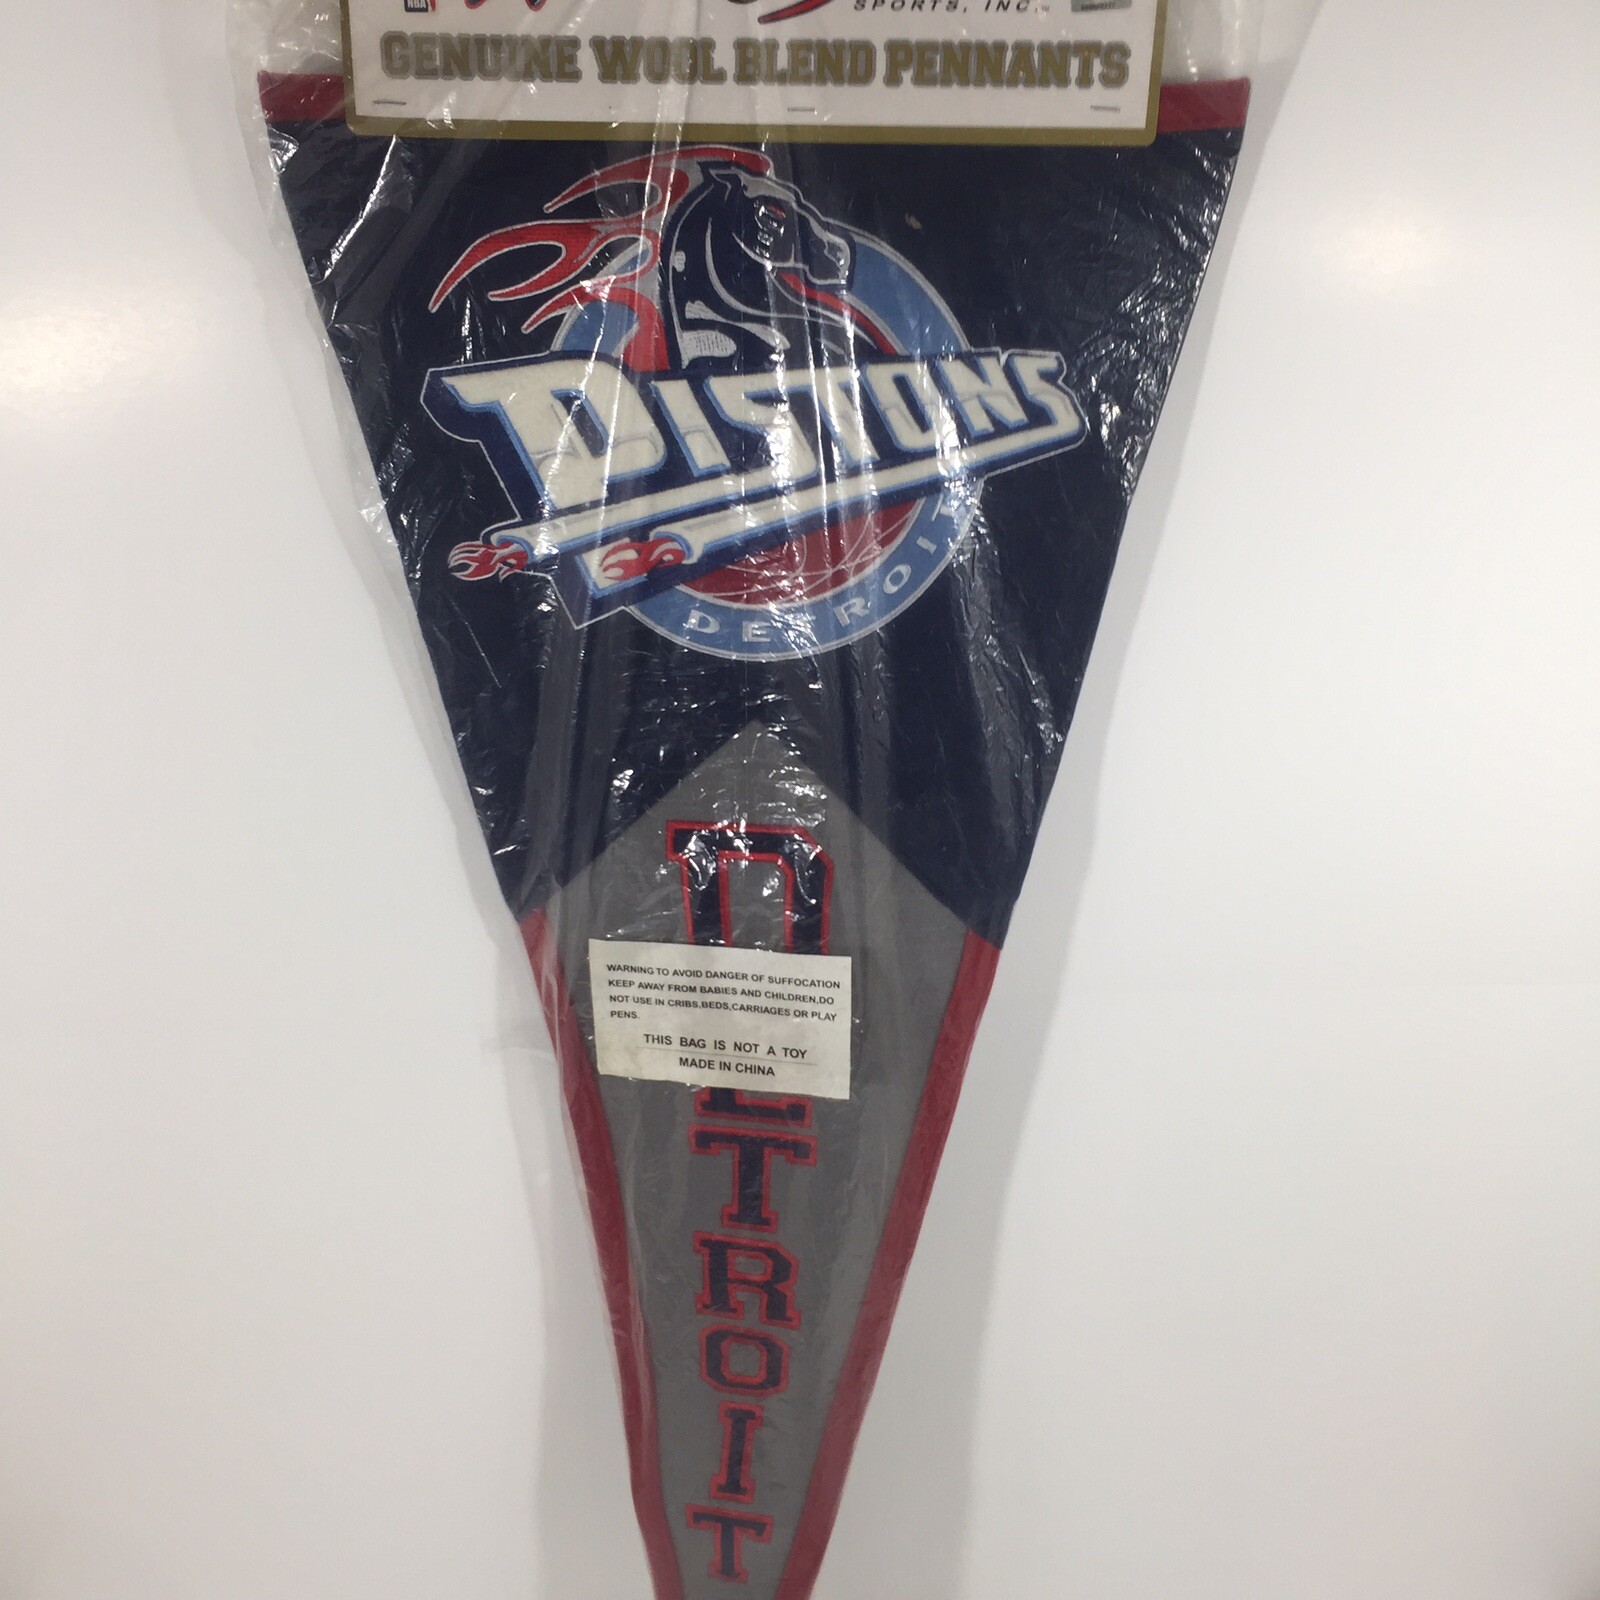 NBA
SPORTS, INC.™
GENUINE WOOL BLEND PENNANTS
PISTONS
DETROIT
D
WARNING TO AVOID DANGER OF SUFFOCATION
KEEP AWAY FROM BABIES AND CHILDREN,DO
NOT USE IN CRIBS,BEDS,CARRIAGES OR PLAY
PENS.
THIS BAG IS NOT A TOY
MADE IN CHINA
E
T
R
O
I
T